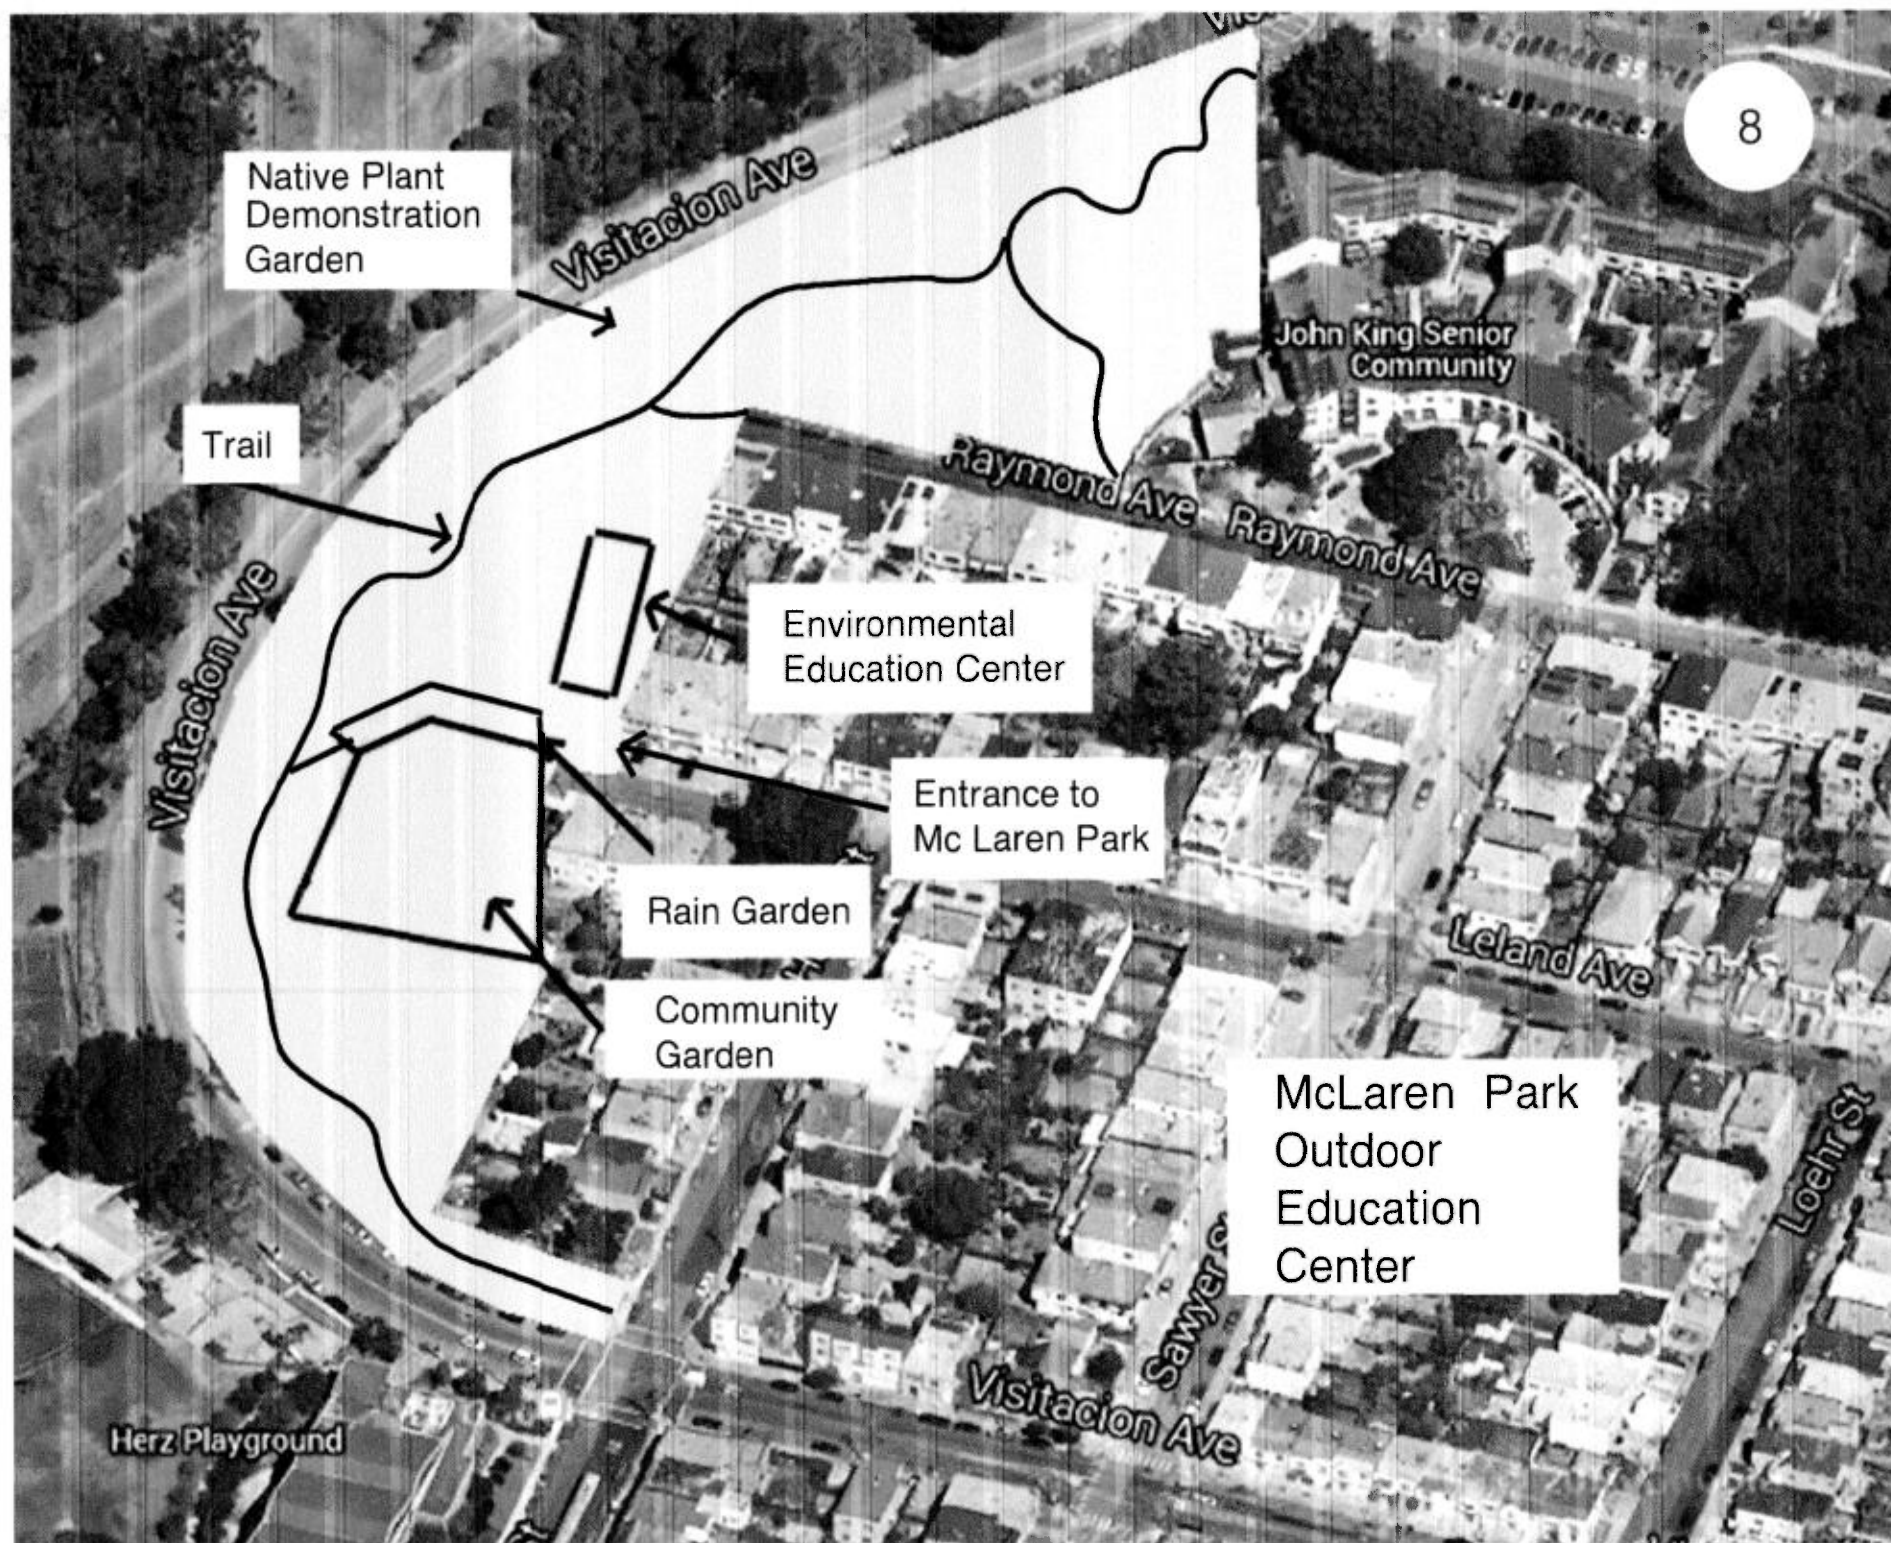 8
Native Plant
Demonstration
Garden
Visitacion Ave
John King Senior
Community
Trail
Raymond Ave
Raymond Ave
Visitacion Ave
Environmental
Education Center
Entrance to
Mc Laren Park
Rain Garden
Leland Ave
Community
Garden
McLaren Park
Outdoor
Education
Center
Loehr St
Sawyer
Visitacion Ave
Herz Playground